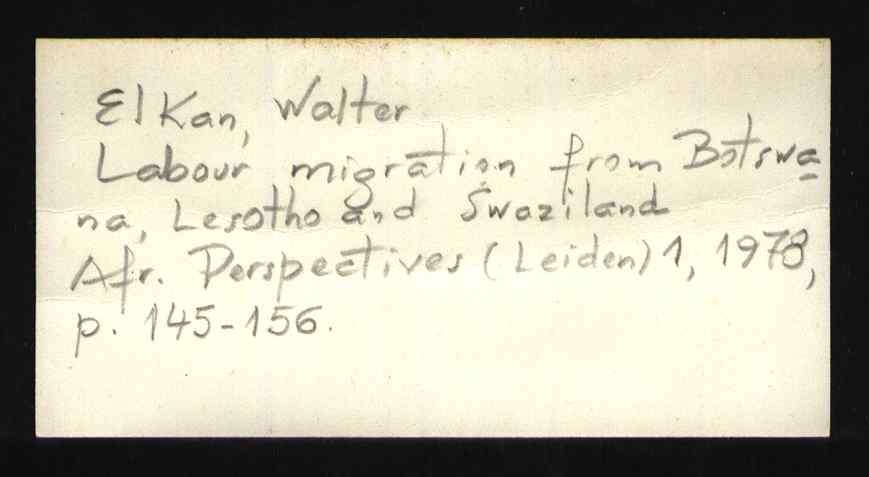 Elkan, Walter
Labour migration from Botswa
na, Lesotho and Swaziland
Afr. Perspectives (Leiden) 1, 1978,
p. 145-156.